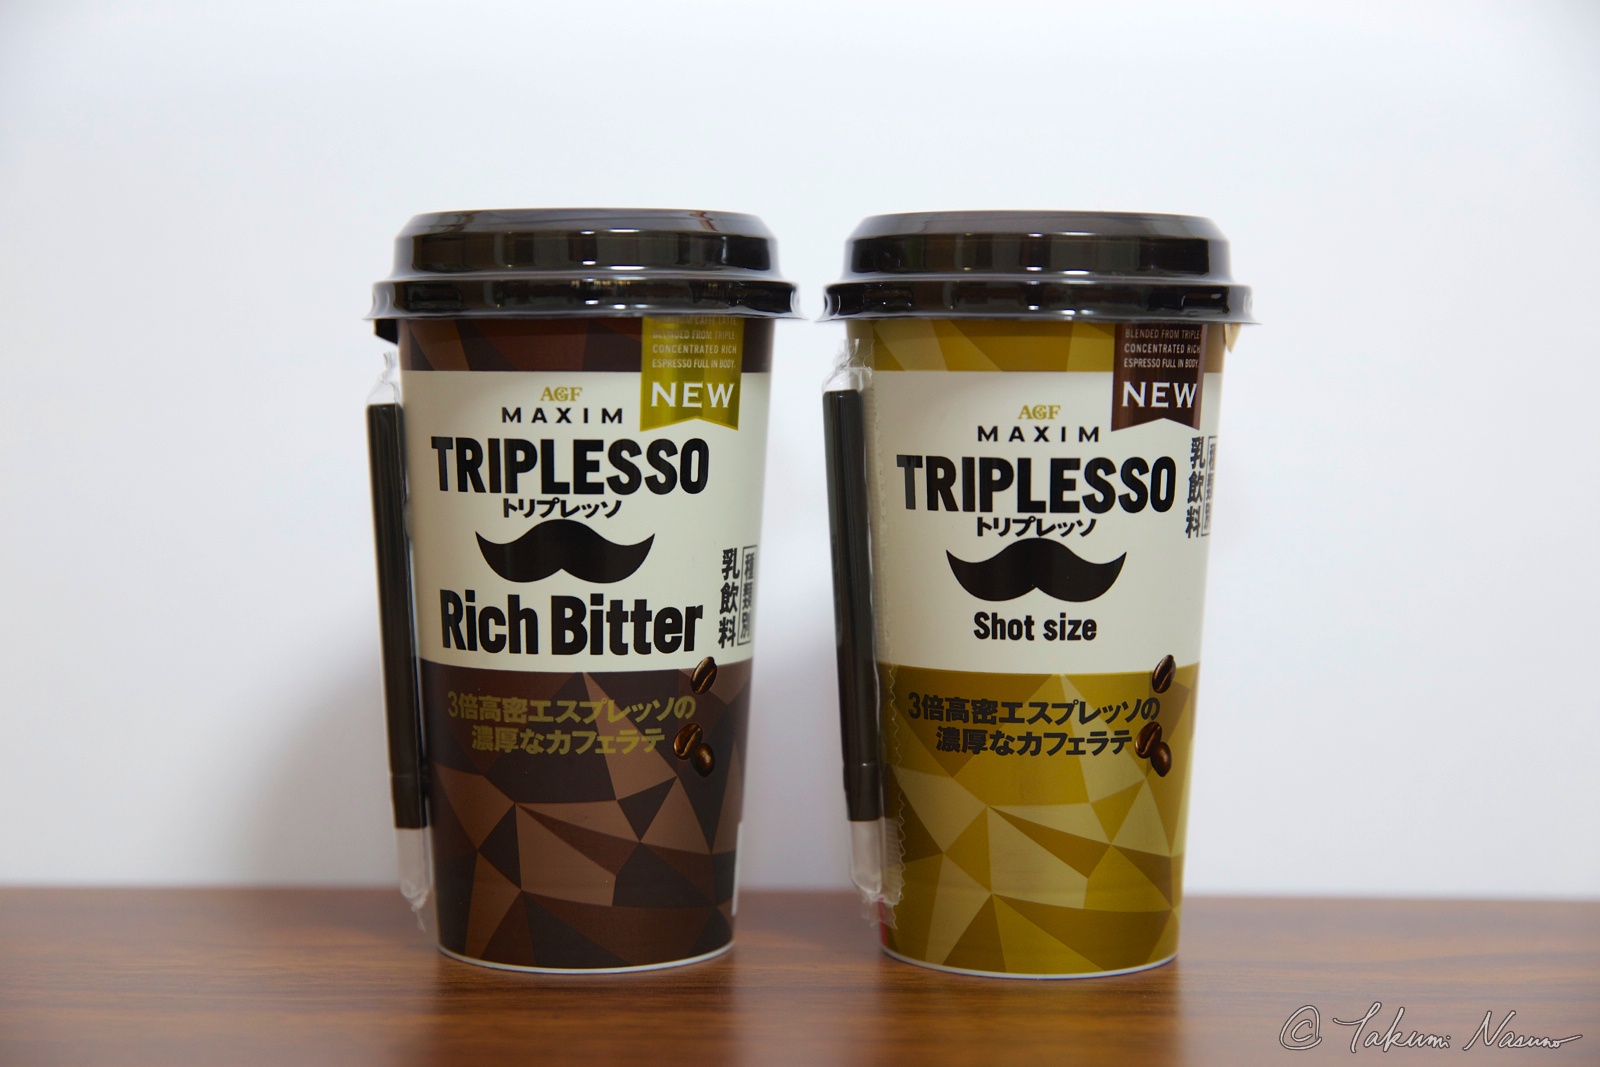 BLENDED FROM TRIPLE-
CONCENTRATED RICH
ESPRESSO FULL IN BODY.
NEW
AGF
MAXIM
TRIPLESSO
トリプレッソ
Rich Bitter
種類別
乳飲料
3倍高密エスプレッソの
濃厚なカフェラテ
BLENDED FROM TRIPLE-
CONCENTRATED RICH
ESPRESSO FULL IN BODY.
NEW
AGF
MAXIM
TRIPLESSO
トリプレッソ
Shot size
種類別
乳飲料
3倍高密エスプレッソの
濃厚なカフェラテ
© Takumi Nasuno